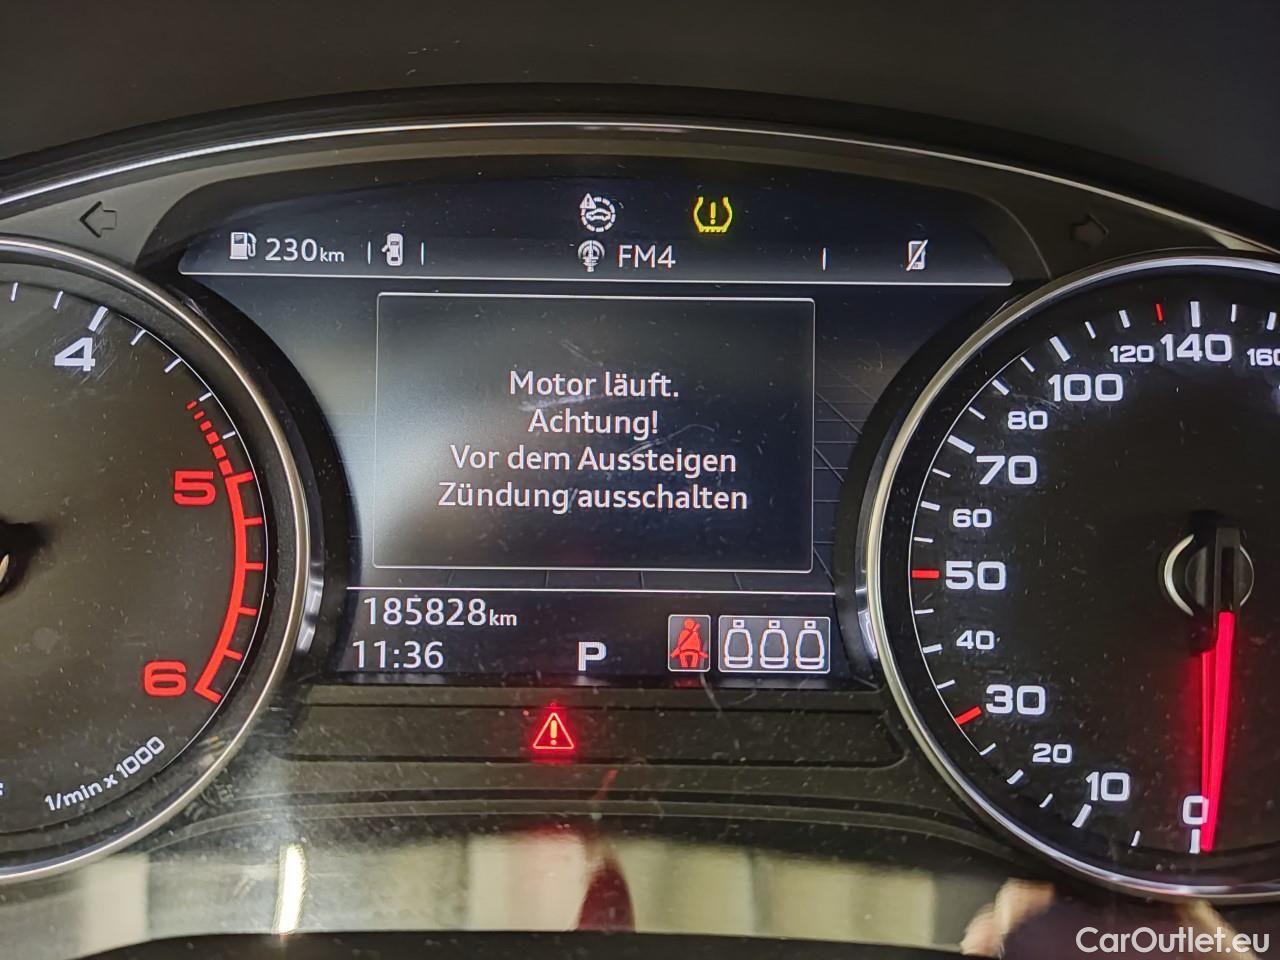 230km
FM4
Motor läuft.
Achtung!
Vor dem Aussteigen
Zündung ausschalten
185828km
11:36
P
4
5
6
1/min x 1000
0
10
20
30
40
50
60
70
80
100
120
140
160
CarOutlet.eu